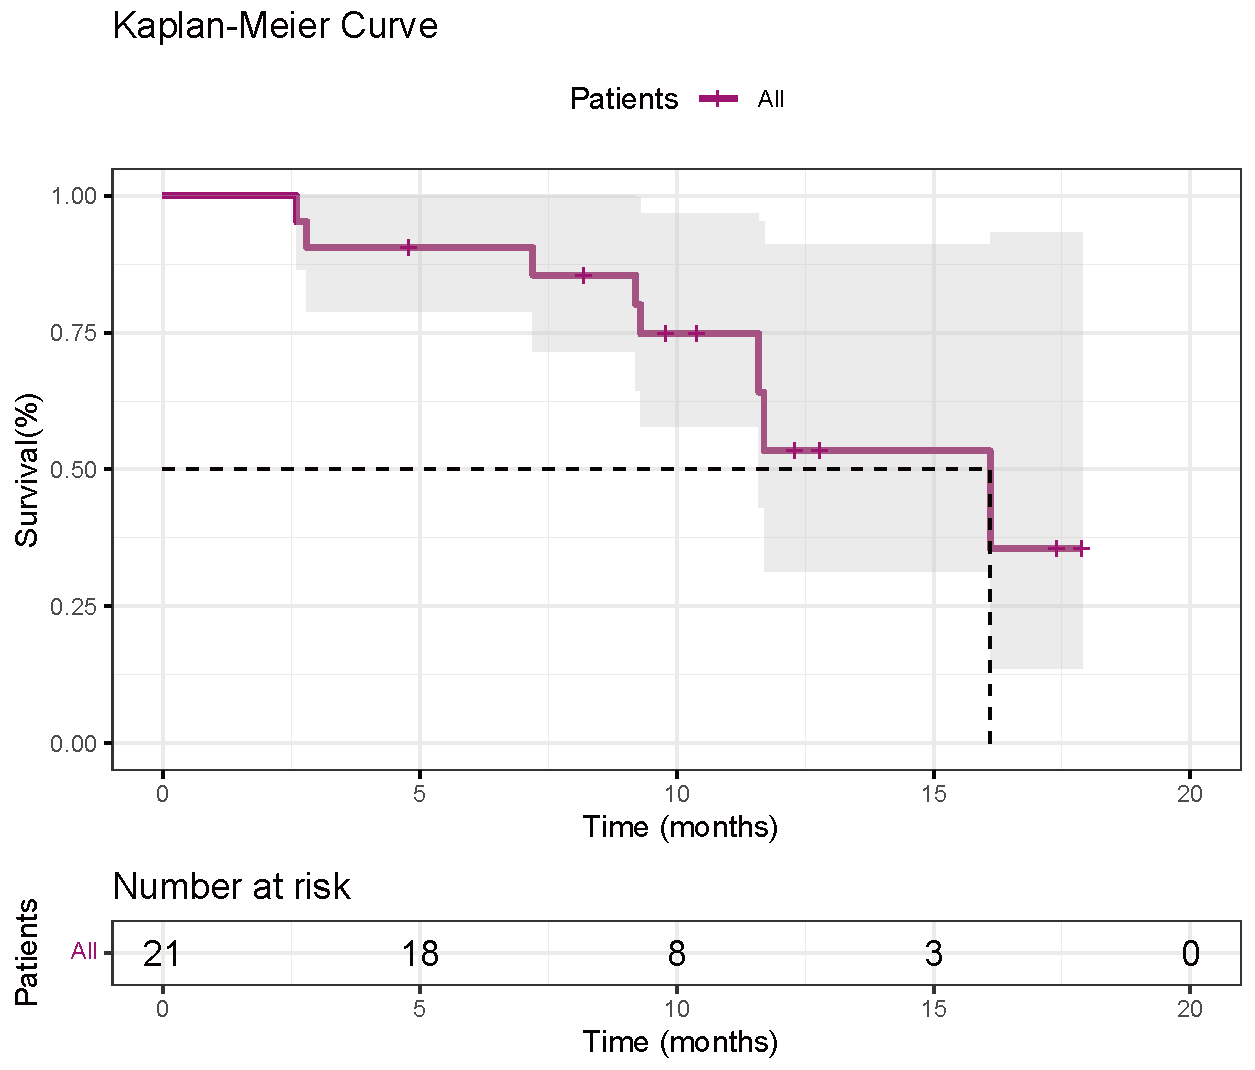 Kaplan-Meier Curve
Patients All
1.00
0.75
0.50
0.25
0.00
Survival(%)
0 5 10 15 20
Time (months)
Number at risk
Patients
All 21 18 8 3 0
0 5 10 15 20
Time (months)